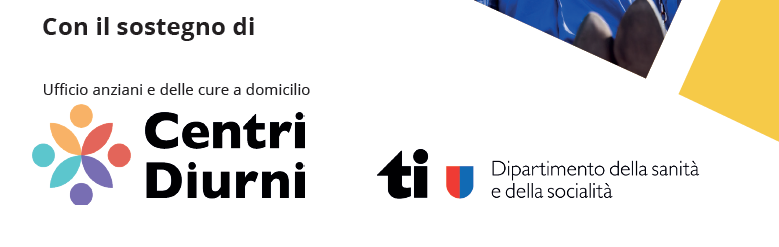 Con il sostegno di
Ufficio anziani e delle cure a domicilio
Centri
Diurni
ti
Dipartimento della sanità
e della socialità